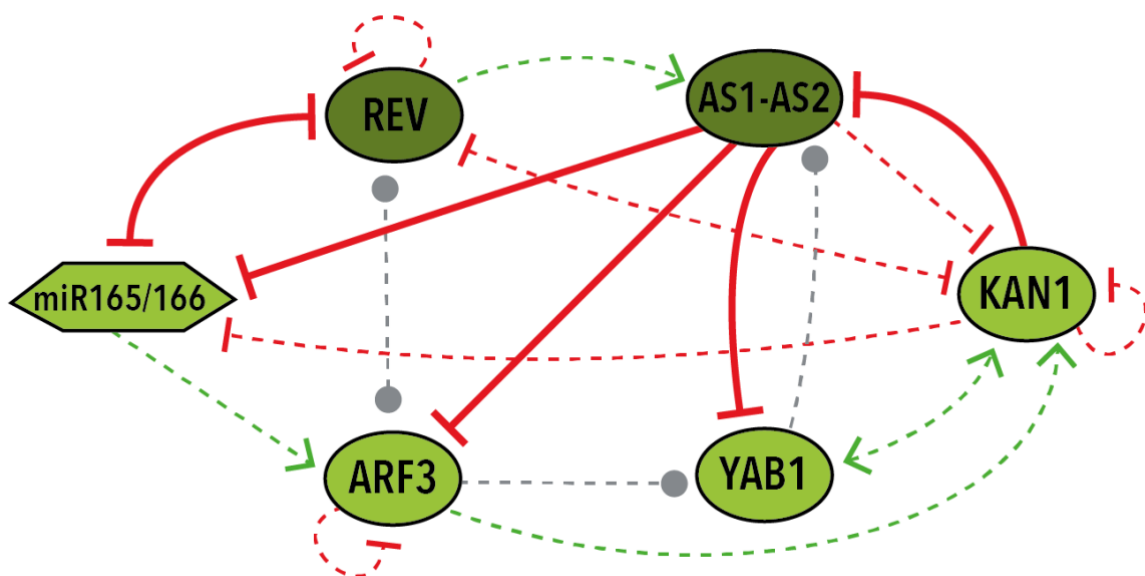 REV
AS1-AS2
miR165/166
KAN1
ARF3
YAB1